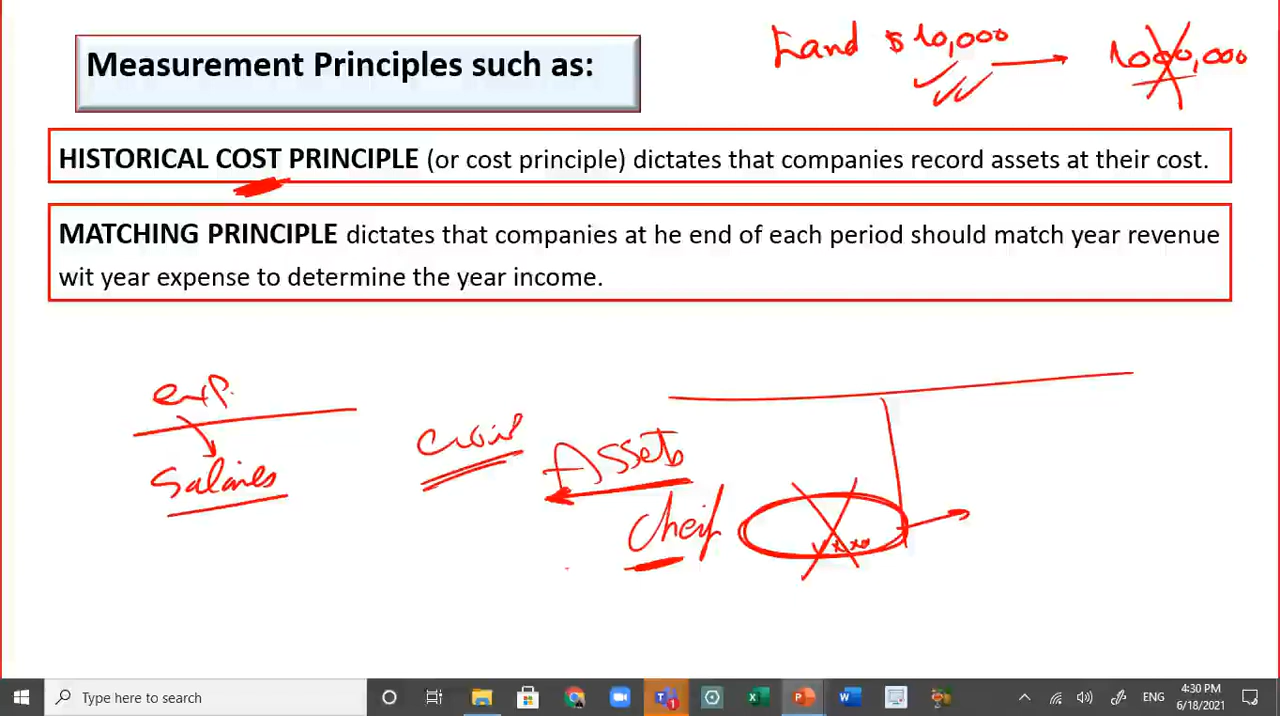 Land $ 10,000 → 1000,000
Measurement Principles such as:
HISTORICAL COST PRINCIPLE (or cost principle) dictates that companies record assets at their cost.
MATCHING PRINCIPLE dictates that companies at he end of each period should match year revenue
wit year expense to determine the year income.
exp.
Salaries
Assets
cheif
Type here to search
ENG
4:30 PM
6/18/2021